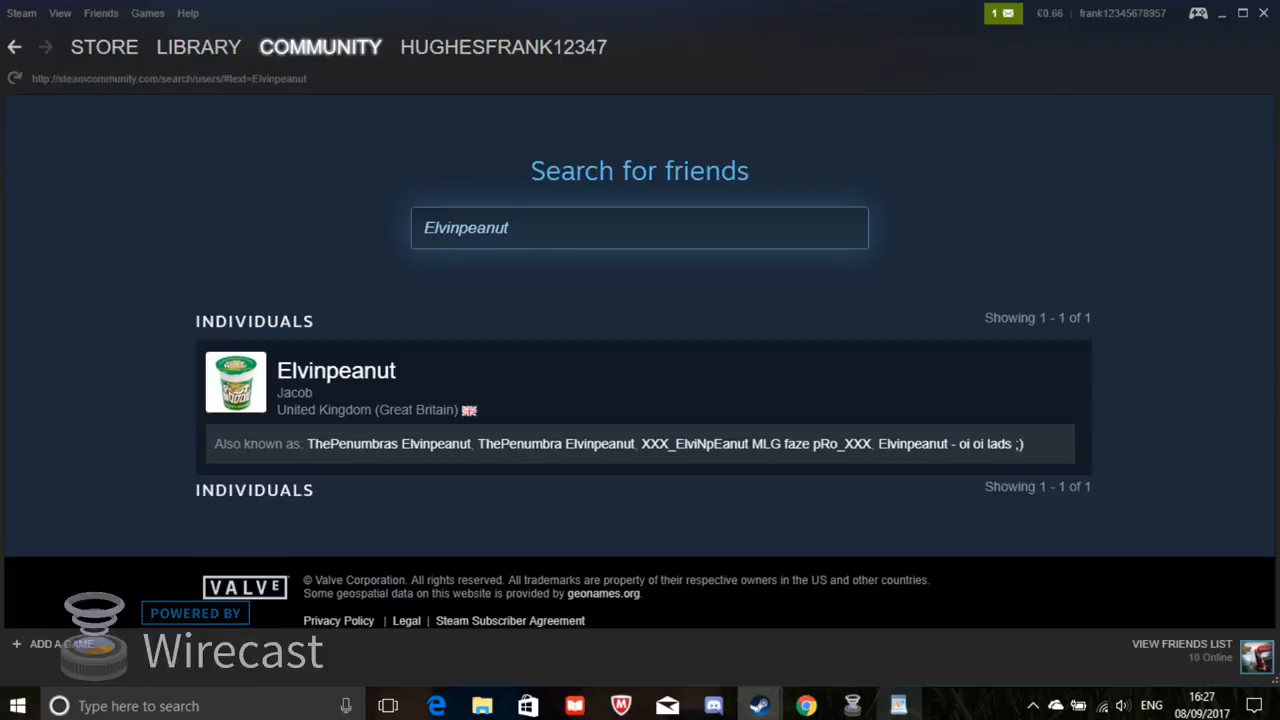 Steam View Friends Games Help
1 £0.66 frank12345678957
STORE LIBRARY COMMUNITY HUGHESFRANK12347
http://steamcommunity.com/search/users/#text=Elvinpeanut
Search for friends
Elvinpeanut
INDIVIDUALS Showing 1 - 1 of 1
Elvinpeanut
Jacob
United Kingdom (Great Britain)
Also known as: ThePenumbras Elvinpeanut, ThePenumbra Elvinpeanut, XXX_ElviNpEanut MLG faze pRo_XXX, Elvinpeanut - oi oi lads ;)
INDIVIDUALS Showing 1 - 1 of 1
VALVE © Valve Corporation. All rights reserved. All trademarks are property of their respective owners in the US and other countries.
Some geospatial data on this website is provided by geonames.org.
Privacy Policy | Legal | Steam Subscriber Agreement
POWERED BY
Wirecast
+ ADD A GAME...
VIEW FRIENDS LIST
10 Online
Type here to search
ENG 16:27
08/09/2017